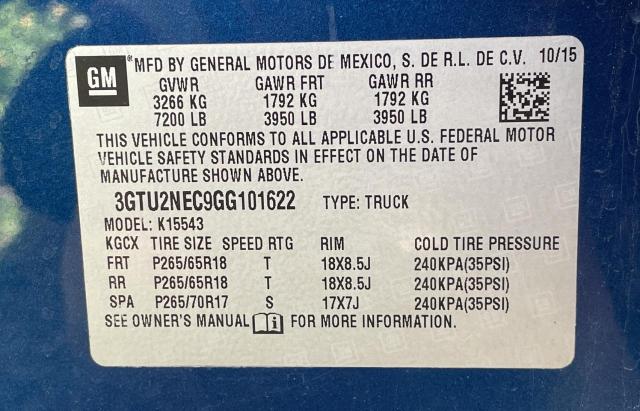 GM ®MFD BY GENERAL MOTORS DE MEXICO, S. DE R.L. DE C.V. 10/15
GVWR GAWR FRT GAWR RR
3266 KG 1792 KG 1792 KG
7200 LB 3950 LB 3950 LB
THIS VEHICLE CONFORMS TO ALL APPLICABLE U.S. FEDERAL MOTOR
VEHICLE SAFETY STANDARDS IN EFFECT ON THE DATE OF
MANUFACTURE SHOWN ABOVE.
3GTU2NEC9GG101622 TYPE: TRUCK
MODEL: K15543
KGCX TIRE SIZE SPEED RTG RIM COLD TIRE PRESSURE
FRT P265/65R18 T 18X8.5J 240KPA(35PSI)
RR P265/65R18 T 18X8.5J 240KPA(35PSI)
SPA P265/70R17 S 17X7J 240KPA(35PSI)
SEE OWNER'S MANUAL i FOR MORE INFORMATION.